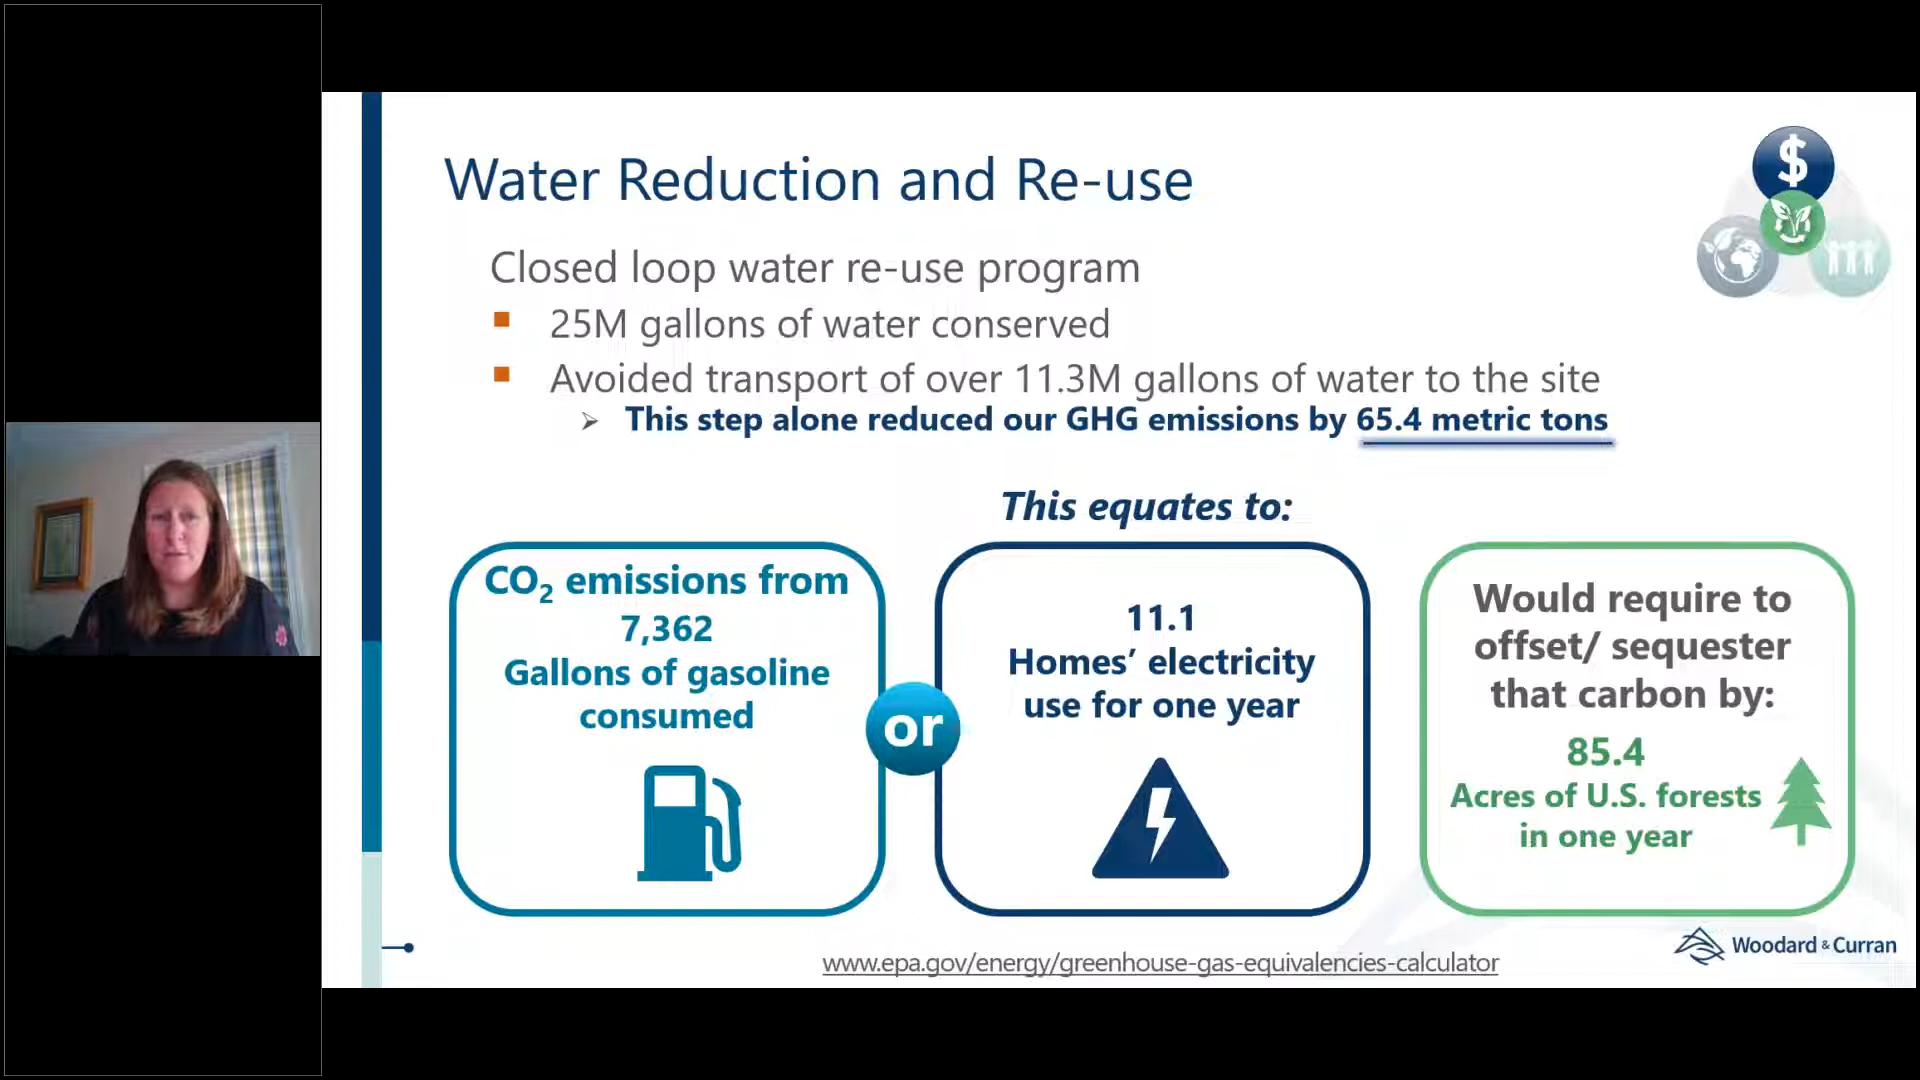 Water Reduction and Re-use
$
Closed loop water re-use program
25M gallons of water conserved
Avoided transport of over 11.3M gallons of water to the site
This step alone reduced our GHG emissions by 65.4 metric tons
This equates to:
CO₂ emissions from
7,362
Gallons of gasoline
consumed
or
11.1
Homes’ electricity
use for one year
Would require to
offset/ sequester
that carbon by:
85.4
Acres of U.S. forests
in one year
www.epa.gov/energy/greenhouse-gas-equivalencies-calculator
Woodard & Curran